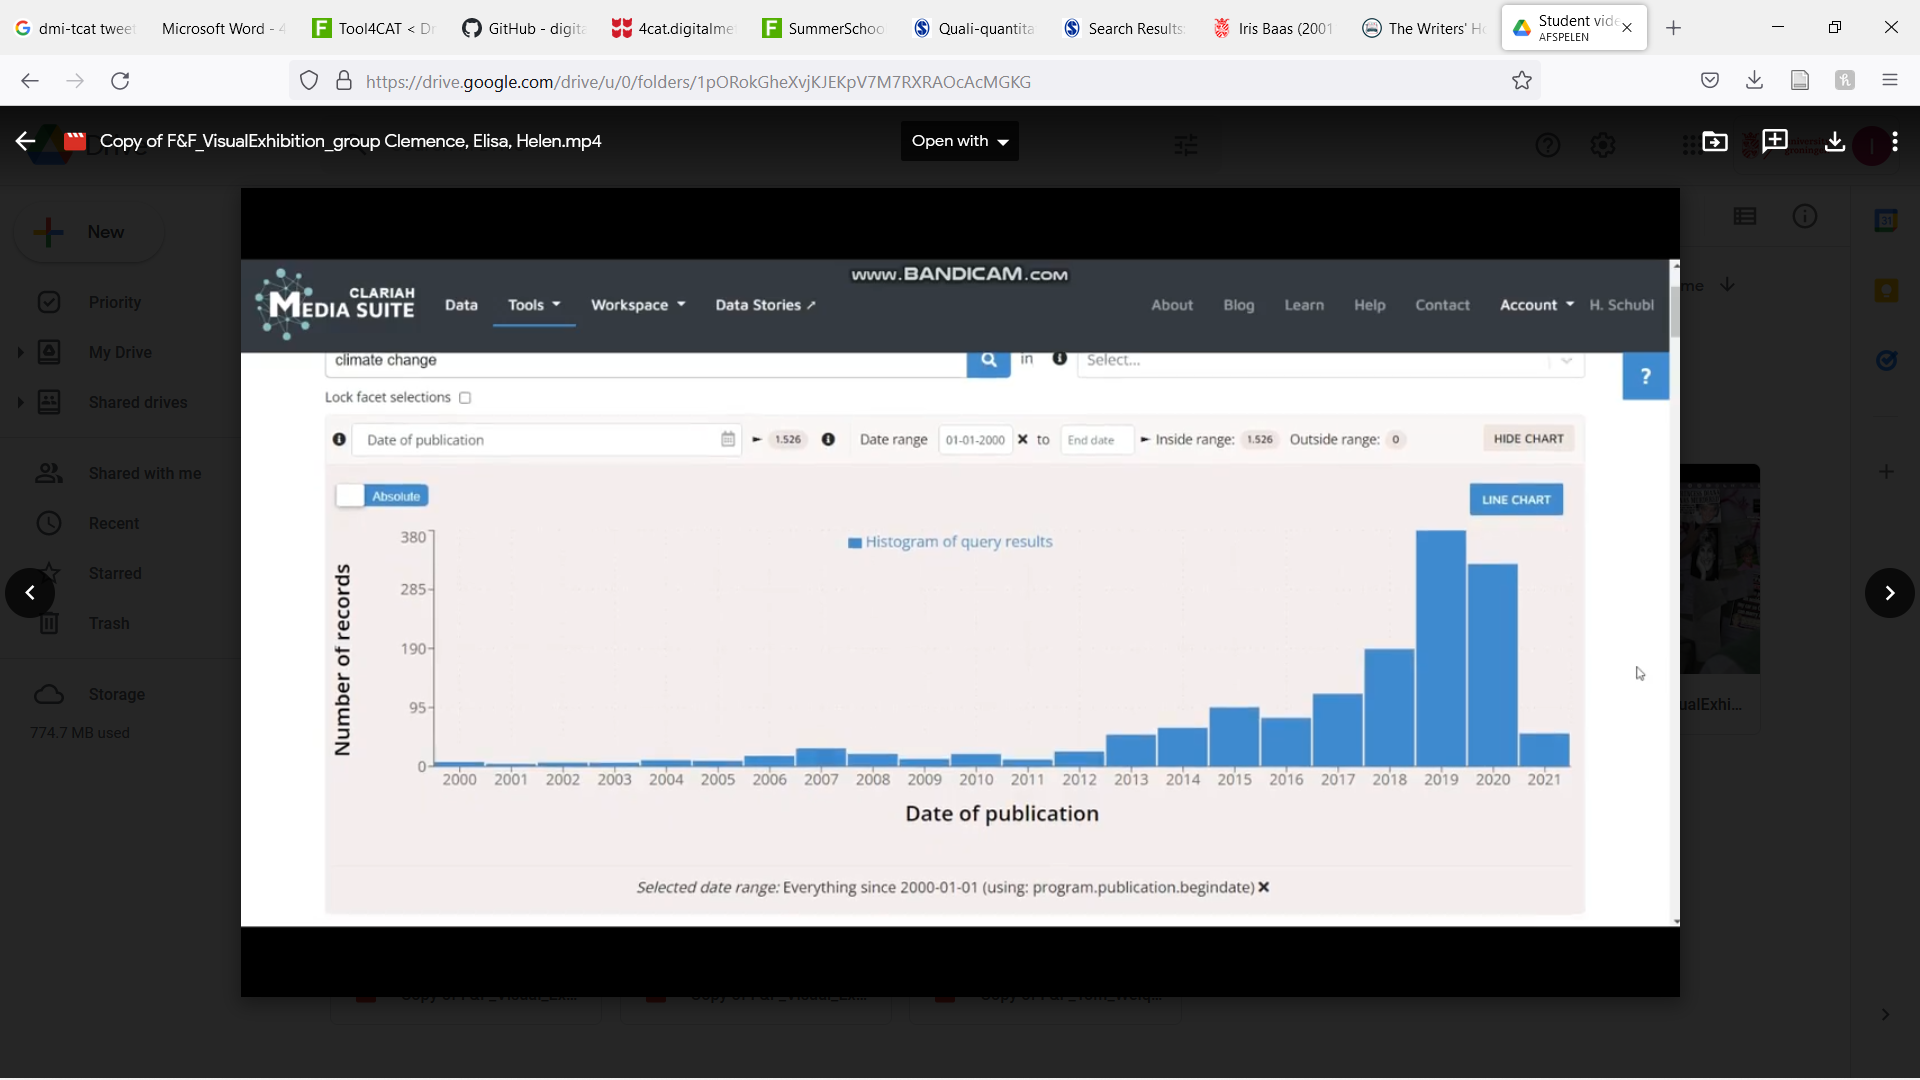 dmi-tcat tweet
Microsoft Word - 4
Tool4CAT < Dr
GitHub - digita
4cat.digitalmet
SummerSchoo
Quali-quantita
Search Results:
Iris Baas (2001
The Writers' Ho
Student vide
AFSPELEN
https://drive.google.com/drive/u/0/folders/1pORokGheXvjKJEKpV7M7RXRAOcAcMGKG
Copy of F&F_VisualExhibition_group Clemence, Elisa, Helen.mp4
Open with
New
Priority
My Drive
Shared drives
Shared with me
Recent
Starred
Trash
Storage
774.7 MB used
www.BANDICAM.com
CLARIAH
MEDIA SUITE
Data
Tools
Workspace
Data Stories
About
Blog
Learn
Help
Contact
Account
H. Schubl
climate change
in
Select...
?
Lock facet selections
Date of publication
1.526
Date range
01-01-2000
to
End date
Inside range: 1.526
Outside range: 0
HIDE CHART
Absolute
LINE CHART
Histogram of query results
Number of records
380
285
190
95
0
2000 2001 2002 2003 2004 2005 2006 2007 2008 2009 2010 2011 2012 2013 2014 2015 2016 2017 2018 2019 2020 2021
Date of publication
Selected date range: Everything since 2000-01-01 (using: program.publication.begindate)